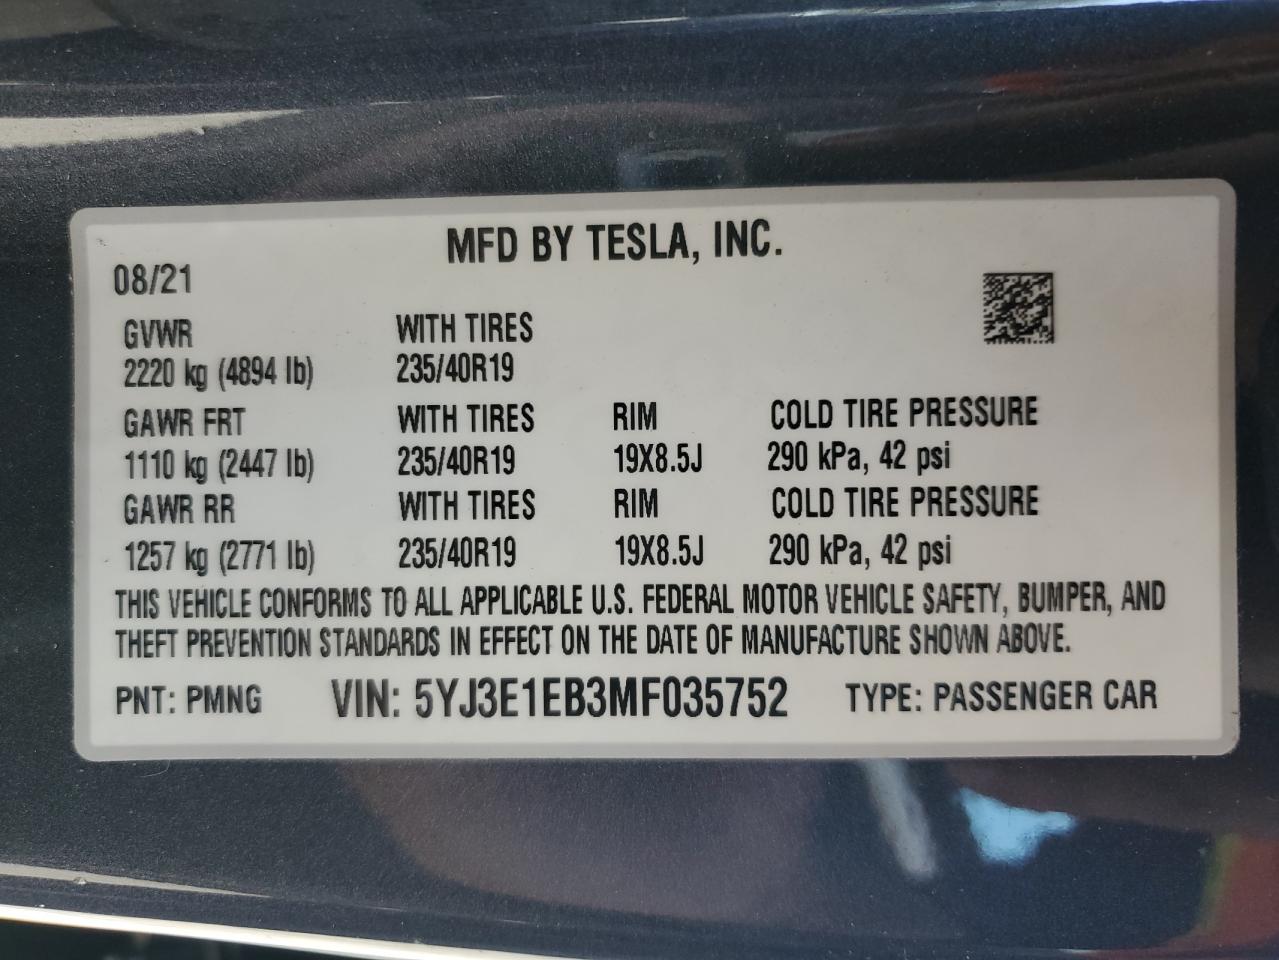 MFD BY TESLA, INC.
08/21
GVWR WITH TIRES
2220 kg (4894 lb) 235/40R19
GAWR FRT WITH TIRES RIM COLD TIRE PRESSURE
1110 kg (2447 lb) 235/40R19 19X8.5J 290 kPa, 42 psi
GAWR RR WITH TIRES RIM COLD TIRE PRESSURE
1257 kg (2771 lb) 235/40R19 19X8.5J 290 kPa, 42 psi
THIS VEHICLE CONFORMS TO ALL APPLICABLE U.S. FEDERAL MOTOR VEHICLE SAFETY, BUMPER, AND
THEFT PREVENTION STANDARDS IN EFFECT ON THE DATE OF MANUFACTURE SHOWN ABOVE.
PNT: PMNG VIN: 5YJ3E1EB3MF035752 TYPE: PASSENGER CAR